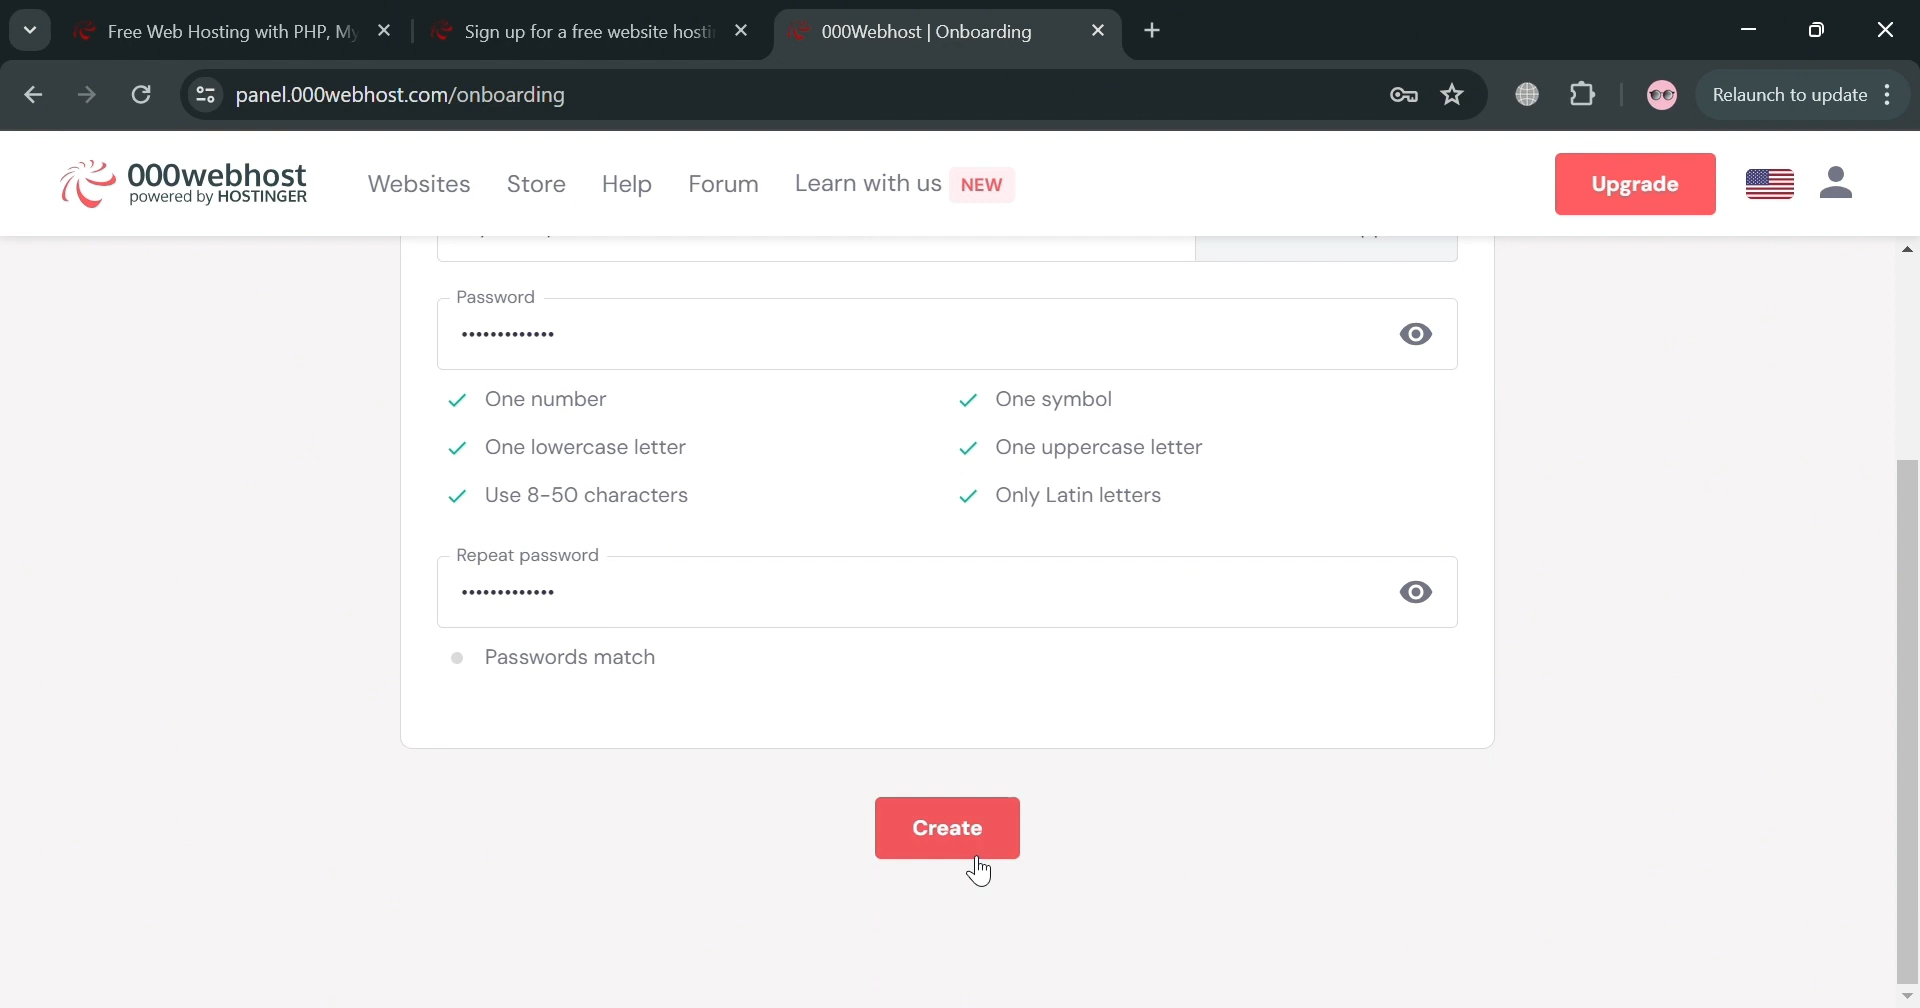 Free Web Hosting with PHP, My
Sign up for a free website hosti
000Webhost | Onboarding
panel.000webhost.com/onboarding
Relaunch to update
000webhost
powered by HOSTINGER
Websites
Store
Help
Forum
Learn with us NEW
Upgrade
Password
•••••••••••••
One number
One symbol
One lowercase letter
One uppercase letter
Use 8-50 characters
Only Latin letters
Repeat password
•••••••••••••
Passwords match
Create